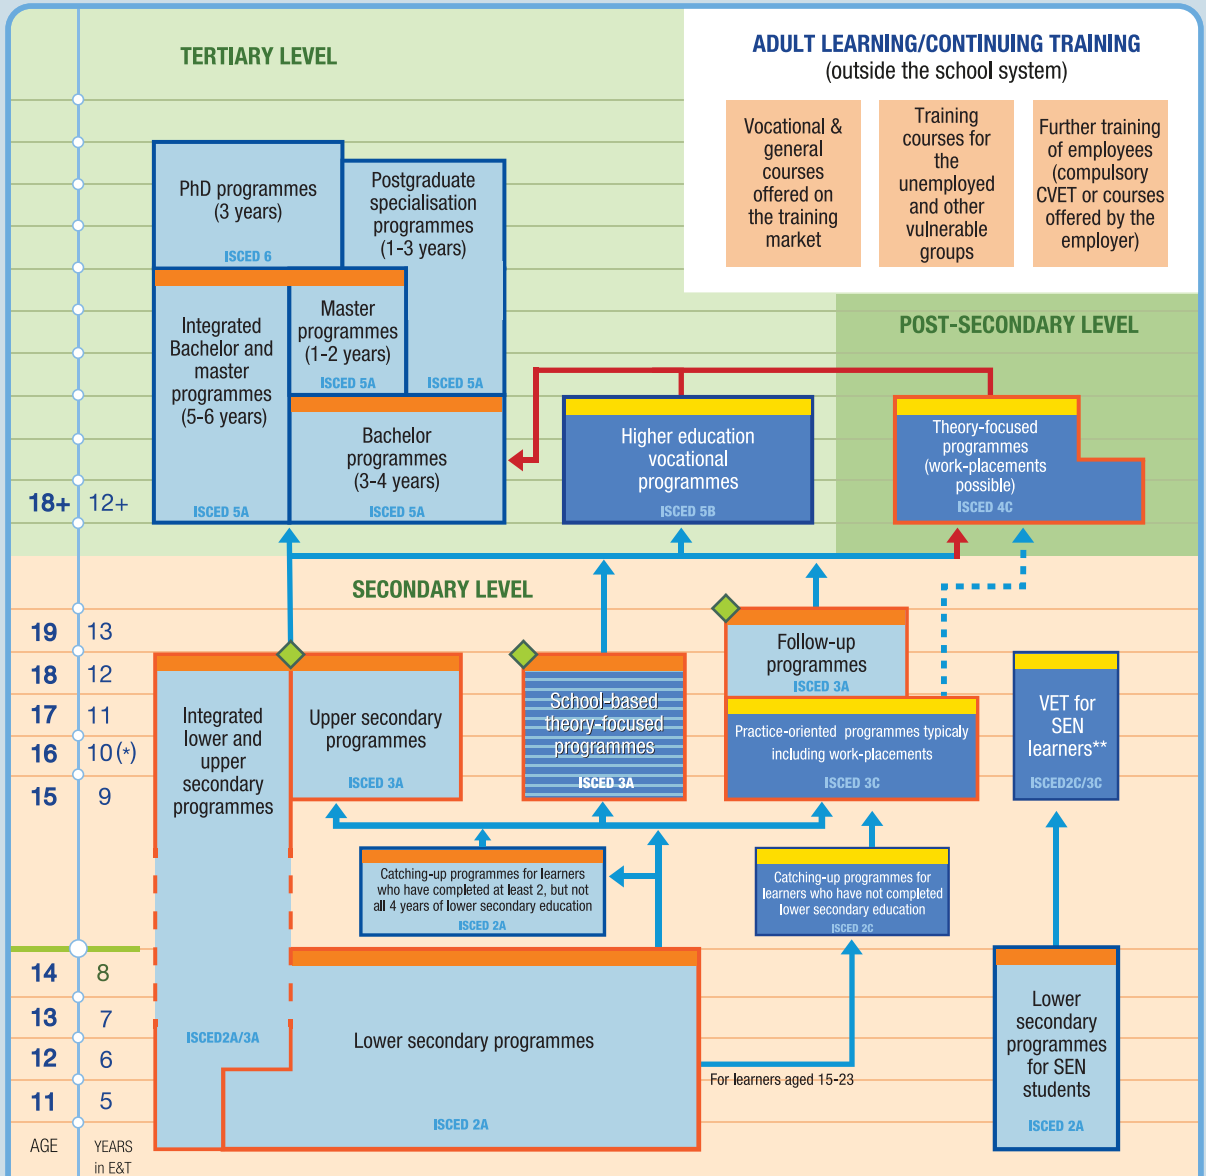 TERTIARY LEVEL
ADULT LEARNING/CONTINUING TRAINING
(outside the school system)
Vocational &
general
courses
offered on
the training
market
Training
courses for
the
unemployed
and other
vulnerable
groups
Further training
of employees
(compulsory
CVET or courses
offered by the
employer)
PhD programmes
(3 years)
ISCED 6
Postgraduate
specialisation
programmes
(1-3 years)
ISCED 5A
Integrated
Bachelor and
master
programmes
(5-6 years)
ISCED 5A
Master
programmes
(1-2 years)
ISCED 5A
Bachelor
programmes
(3-4 years)
ISCED 5A
POST-SECONDARY LEVEL
Higher education
vocational
programmes
ISCED 5B
Theory-focused
programmes
(work-placements
possible)
ISCED 4C
18+ 12+
SECONDARY LEVEL
19 13
18 12
17 11
16 10(*)
15 9
Integrated
lower and
upper
secondary
programmes
ISCED2A/3A
Upper secondary
programmes
ISCED 3A
School-based
theory-focused
programmes
ISCED 3A
Follow-up
programmes
ISCED 3A
Practice-oriented programmes typicaly
including work-placements
ISCED 3C
VET for
SEN
learners**
ISCED2C/3C
Catching-up programmes for learners
who have completed at least 2, but not
all 4 years of lower secondary education
ISCED 2A
Catching-up programmes for
learners who have not completed
lower secondary education
ISCED 2C
14 8
13 7
12 6
11 5
Lower secondary programmes
ISCED 2A
For learners aged 15-23
Lower
secondary
programmes
for SEN
students
ISCED 2A
AGE YEARS
in E&T